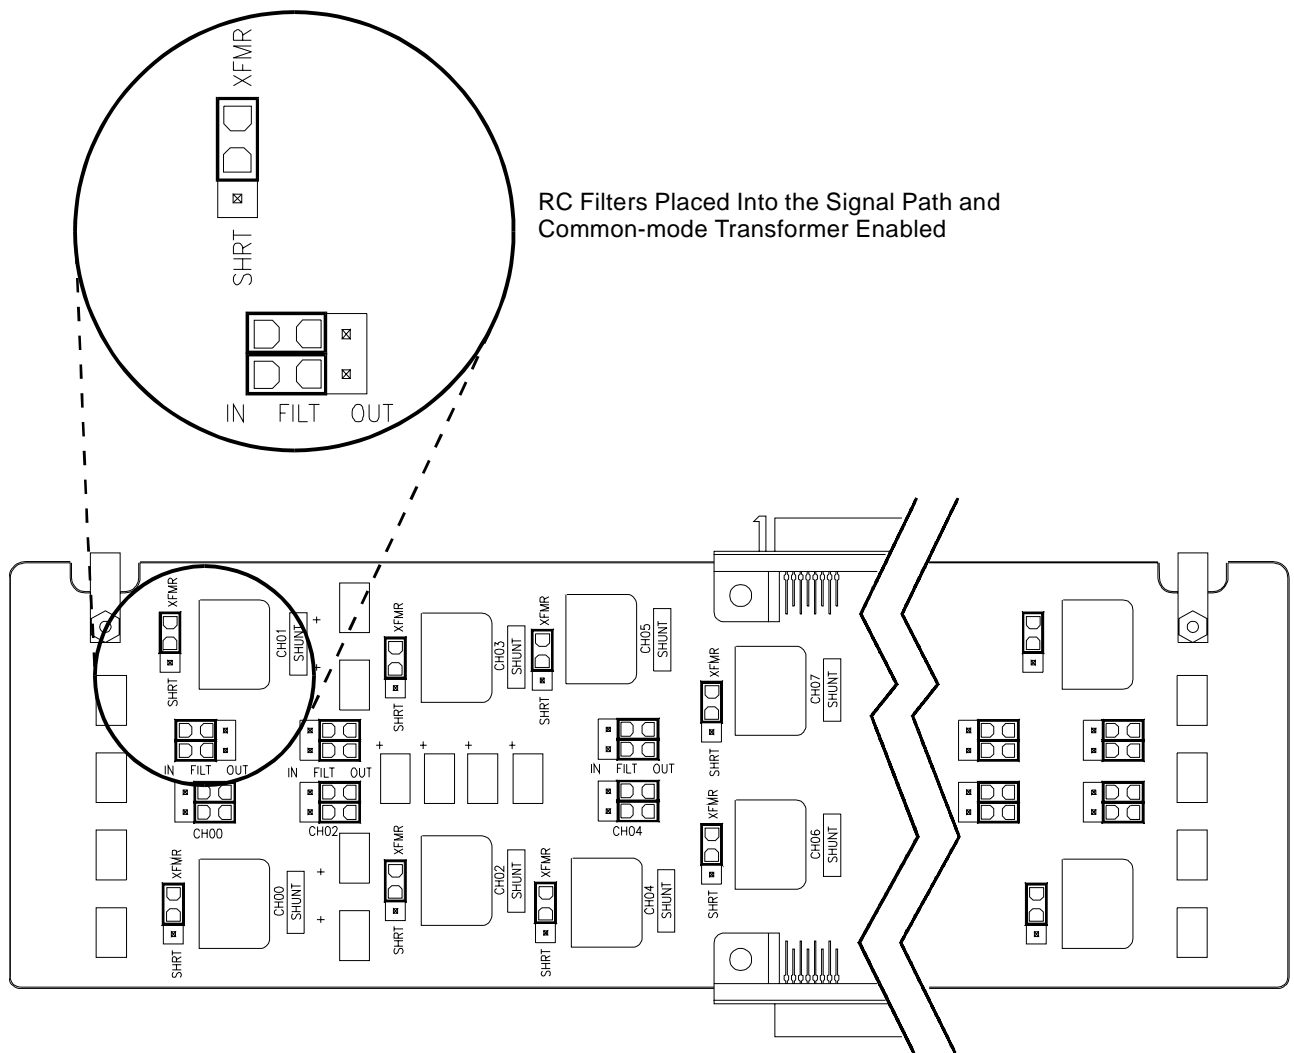 XFMR
SHRT
IN FILT OUT
RC Filters Placed Into the Signal Path and
Common-mode Transformer Enabled
XFMR
SHRT
CH01
SHUNT
+
+
XFMR
SHRT
CH03
SHUNT
XFMR
SHRT
CH05
SHUNT
XFMR
SHRT
CH07
SHUNT
IN FILT OUT
IN FILT OUT
+ + + +
IN FILT OUT
CH00
CH02
CH04
XFMR
SHRT
CH00
SHUNT
+
+
XFMR
SHRT
CH02
SHUNT
XFMR
SHRT
CH04
SHUNT
XFMR
SHRT
CH06
SHUNT